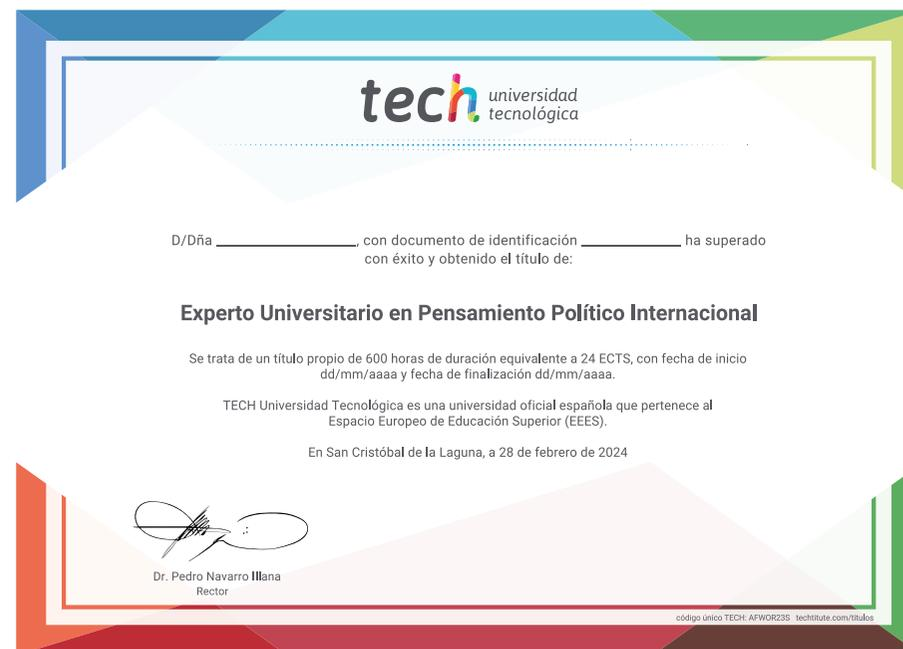 tech universidad
tecnológica
D/Dña ____________________, con documento de identificación ______________ ha superado
con éxito y obtenido el título de:
Experto Universitario en Pensamiento Político Internacional
Se trata de un título propio de 600 horas de duración equivalente a 24 ECTS, con fecha de inicio
dd/mm/aaaa y fecha de finalización dd/mm/aaaa.
TECH Universidad Tecnológica es una universidad oficial española que pertenece al
Espacio Europeo de Educación Superior (EEES).
En San Cristóbal de la Laguna, a 28 de febrero de 2024
Dr. Pedro Navarro Illana
Rector
código único TECH: AFWOR23S techtitute.com/titulos